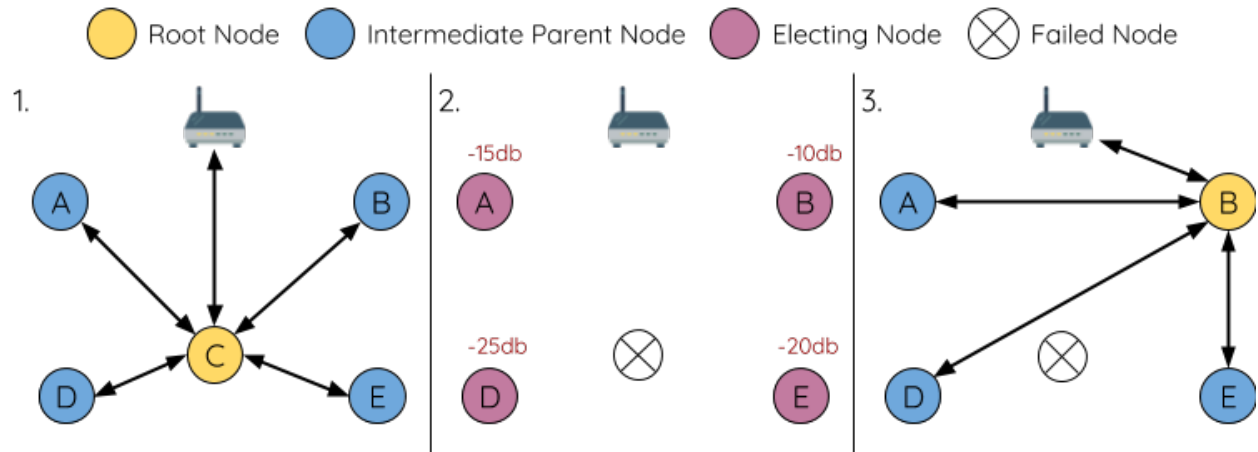 Root Node Intermediate Parent Node Electing Node Failed Node
1.
A
B
C
D
E
2.
-15db
-10db
A
B
-25db
-20db
D
E
3.
A
B
D
E